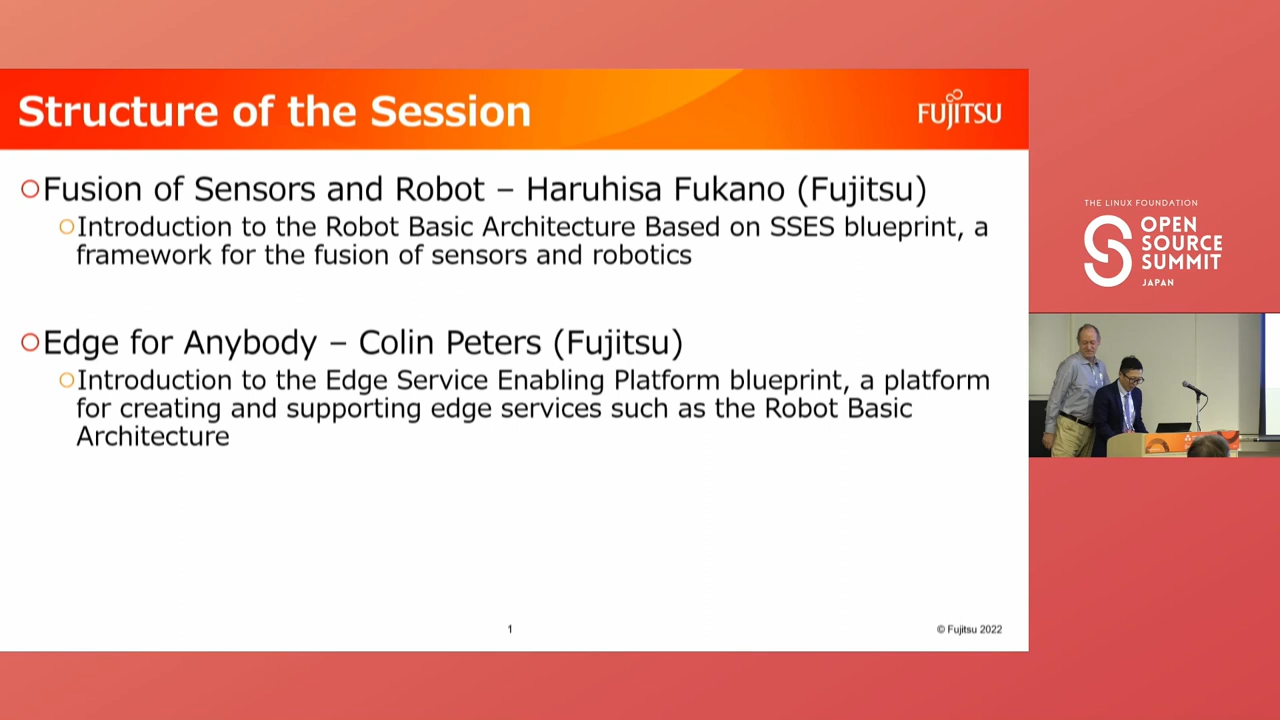 Structure of the Session
FUJITSU
○Fusion of Sensors and Robot – Haruhisa Fukano (Fujitsu)
○Introduction to the Robot Basic Architecture Based on SSES blueprint, a
framework for the fusion of sensors and robotics
○Edge for Anybody – Colin Peters (Fujitsu)
○Introduction to the Edge Service Enabling Platform blueprint, a platform
for creating and supporting edge services such as the Robot Basic
Architecture
1
© Fujitsu 2022
THE LINUX FOUNDATION
OPEN
SOURCE
SUMMIT
JAPAN